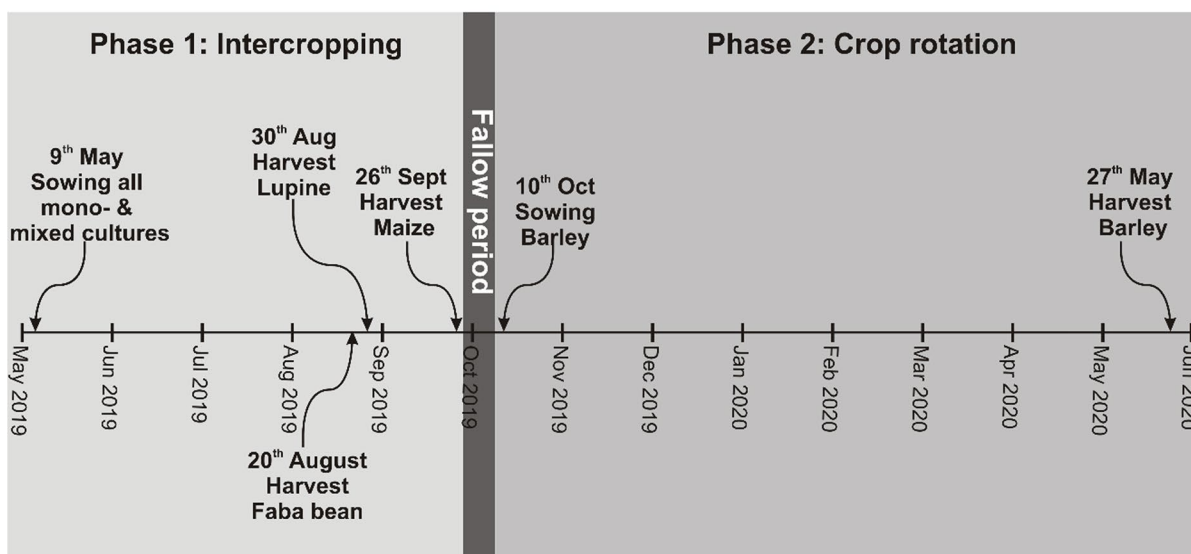 Phase 1: Intercropping
Phase 2: Crop rotation
Fallow period
9th May
Sowing all
mono- &
mixed cultures
30th Aug
Harvest
Lupine
26th Sept
Harvest
Maize
10th Oct
Sowing
Barley
27th May
Harvest
Barley
May 2019
Jun 2019
Jul 2019
Aug 2019
Sep 2019
Oct 2019
Nov 2019
Dec 2019
Jan 2020
Feb 2020
Mar 2020
Apr 2020
May 2020
Jun 2020
20th August
Harvest
Faba bean